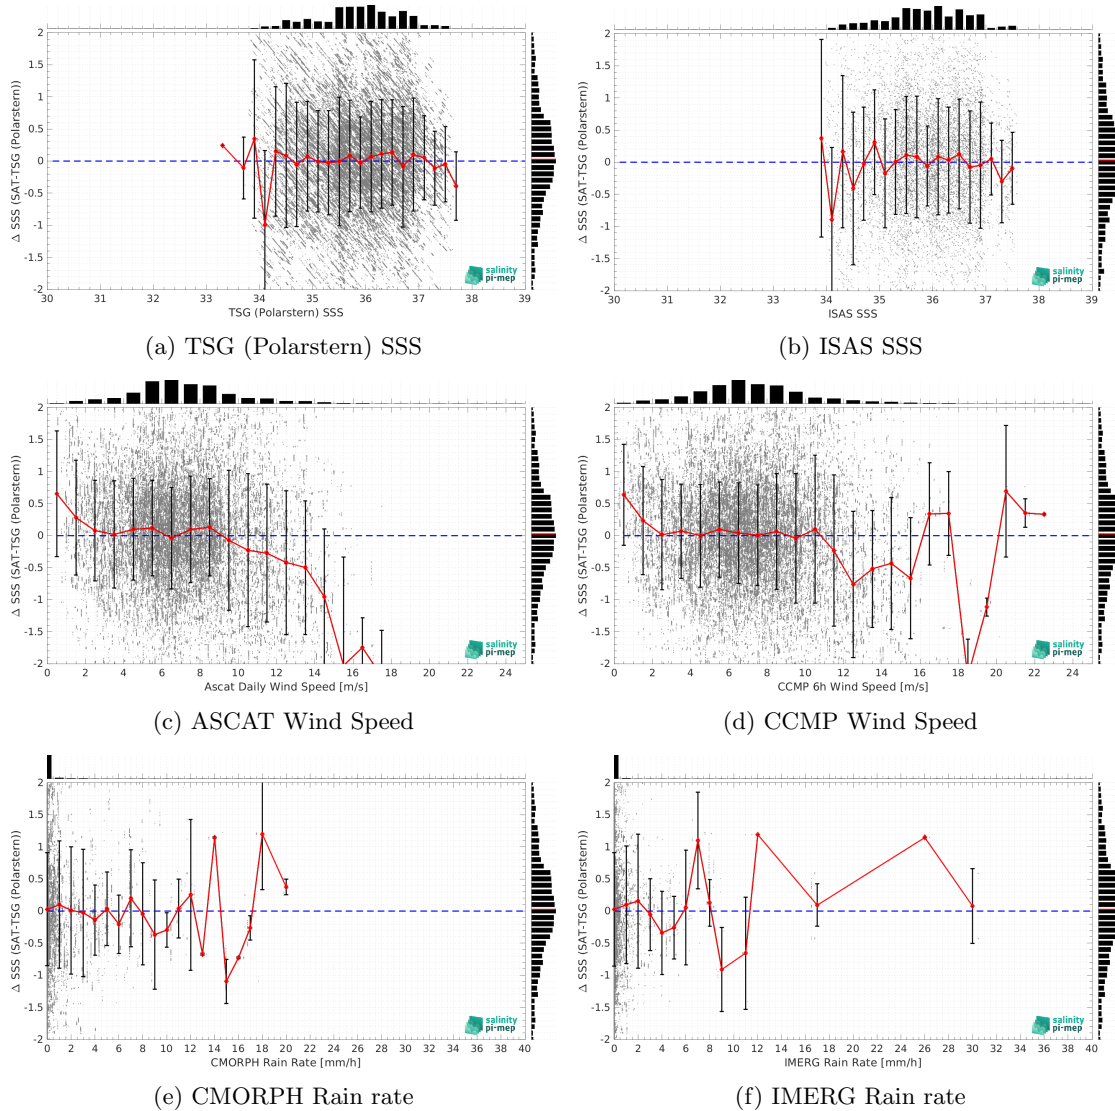 2
1.5
1
0.5
0
-0.5
-1
-1.5
-2
Δ SSS (SAT-TSG (Polarstern))
30 31 32 33 34 35 36 37 38 39
TSG (Polarstern) SSS
salinity
pi-mep
(a) TSG (Polarstern) SSS
2
1.5
1
0.5
0
-0.5
-1
-1.5
-2
Δ SSS (SAT-TSG (Polarstern))
30 31 32 33 34 35 36 37 38 39
ISAS SSS
salinity
pi-mep
(b) ISAS SSS
2
1.5
1
0.5
0
-0.5
-1
-1.5
-2
Δ SSS (SAT-TSG (Polarstern))
0 2 4 6 8 10 12 14 16 18 20 22 24
Ascat Daily Wind Speed [m/s]
salinity
pi-mep
(c) ASCAT Wind Speed
2
1.5
1
0.5
0
-0.5
-1
-1.5
-2
Δ SSS (SAT-TSG (Polarstern))
0 2 4 6 8 10 12 14 16 18 20 22 24
CCMP 6h Wind Speed [m/s]
salinity
pi-mep
(d) CCMP Wind Speed
2
1.5
1
0.5
0
-0.5
-1
-1.5
-2
Δ SSS (SAT-TSG (Polarstern))
0 2 4 6 8 10 12 14 16 18 20 22 24 26 28 30 32 34 36 38 40
CMORPH Rain Rate [mm/h]
salinity
pi-mep
(e) CMORPH Rain rate
2
1.5
1
0.5
0
-0.5
-1
-1.5
-2
Δ SSS (SAT-TSG (Polarstern))
0 2 4 6 8 10 12 14 16 18 20 22 24 26 28 30 32 34 36 38 40
IMERG Rain Rate [mm/h]
salinity
pi-mep
(f) IMERG Rain rate